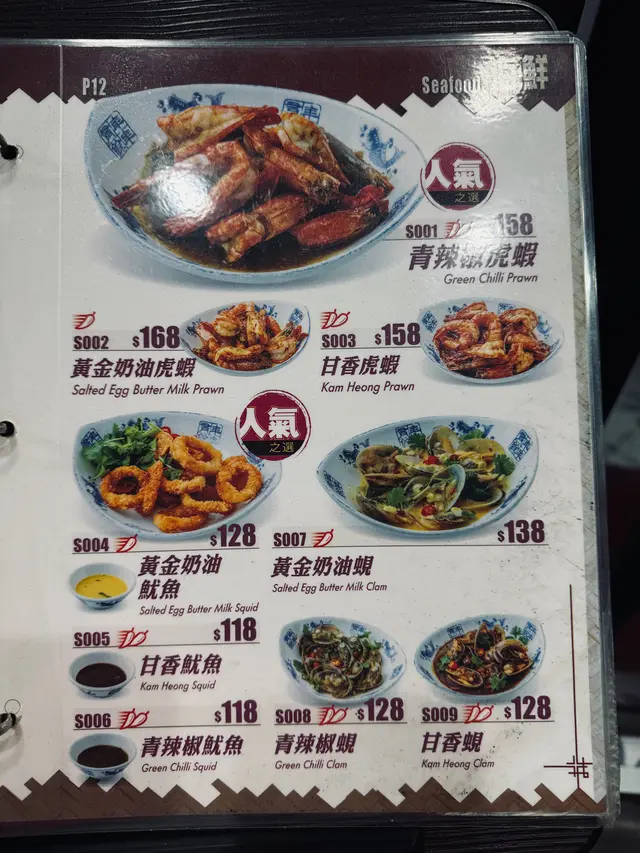 P12
Seafood 海鮮
人氣
之選
S001 $158
青辣椒虎蝦
Green Chilli Prawn
S002 $168
黃金奶油虎蝦
Salted Egg Butter Milk Prawn
S003 $158
甘香虎蝦
Kam Heong Prawn
人氣
之選
S004 $128
黃金奶油
魷魚
Salted Egg Butter Milk Squid
S007 $138
黃金奶油蜆
Salted Egg Butter Milk Clam
S005 $118
甘香魷魚
Kam Heong Squid
S006 $118
青辣椒魷魚
Green Chilli Squid
S008 $128
青辣椒蜆
Green Chilli Clam
S009 $128
甘香蜆
Kam Heong Clam